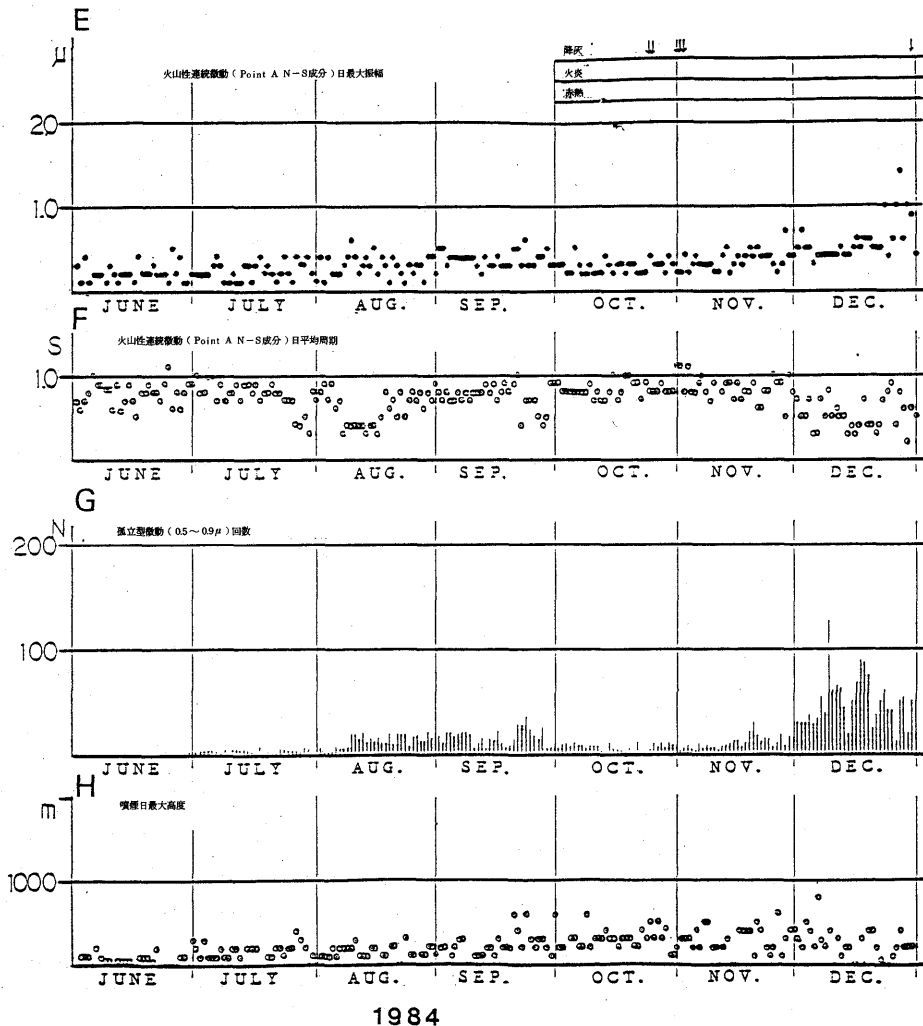 E
μ
火山性連続微動(Point A N-S成分)日最大振幅
降灰
火炎
赤熱
2.0
1.0
JUNE JULY AUG. SEP. OCT. NOV. DEC.
F
S
火山性連続微動(Point A N-S成分)日平均周期
1.0
JUNE JULY AUG. SEP. OCT. NOV. DEC.
G
N
孤立型微動(0.5~0.9μ)回数
200
100
JUNE JULY AUG. SEP. OCT. NOV. DEC.
H
m
噴煙日最大高度
1000
JUNE JULY AUG. SEP. OCT. NOV. DEC.
1984